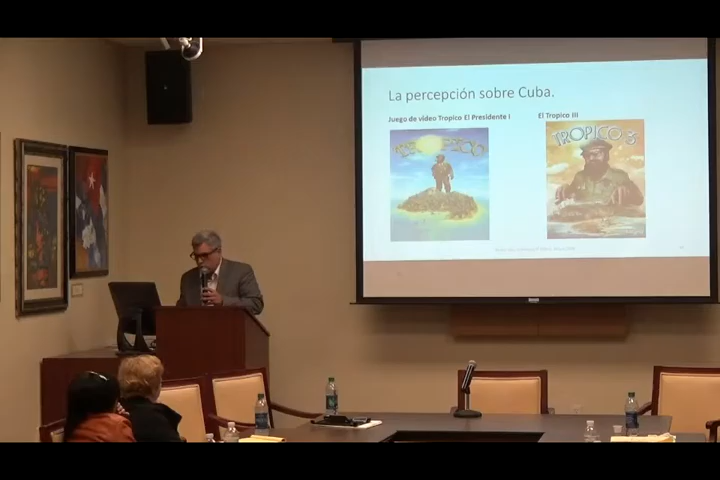 La percepción sobre Cuba.
Juego de video Tropico El Presidente I
El Tropico III
TROPICO
TROPICO 3